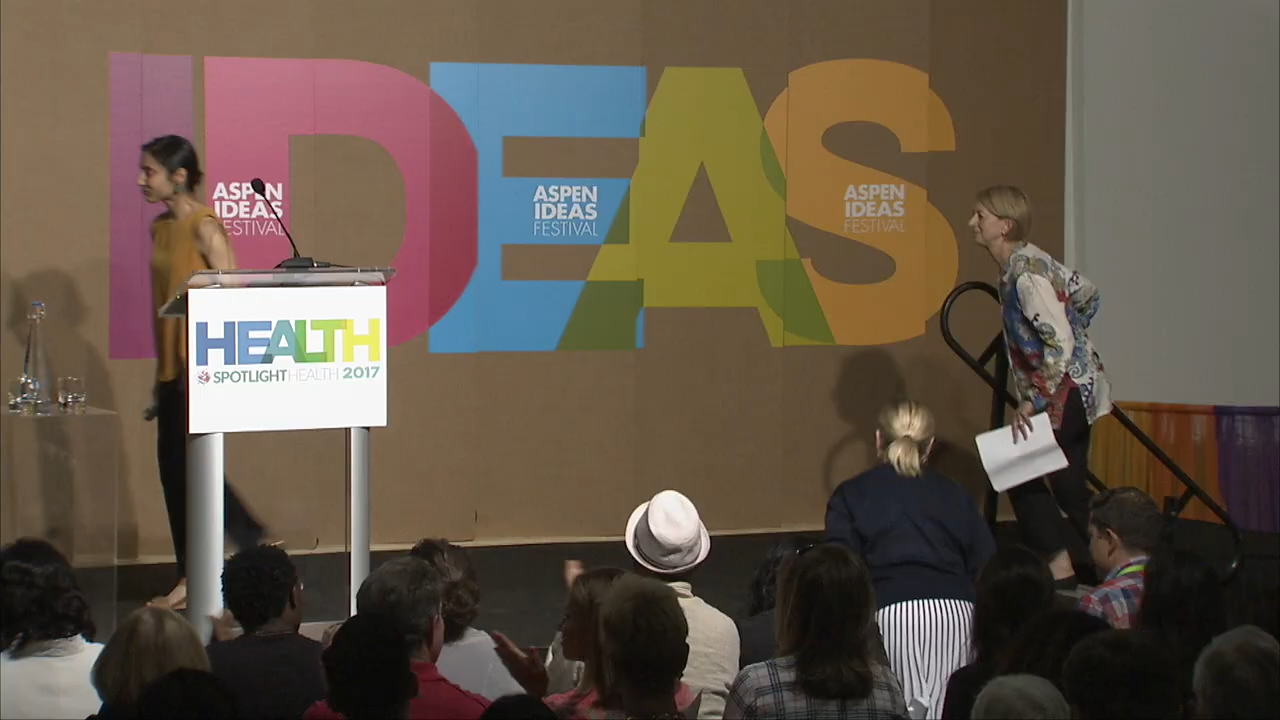 IDEAS
ASPEN
IDEAS
FESTIVAL
ASPEN
IDEAS
FESTIVAL
ASPEN
IDEAS
FESTIVAL
HEALTH
SPOTLIGHT HEALTH 2017